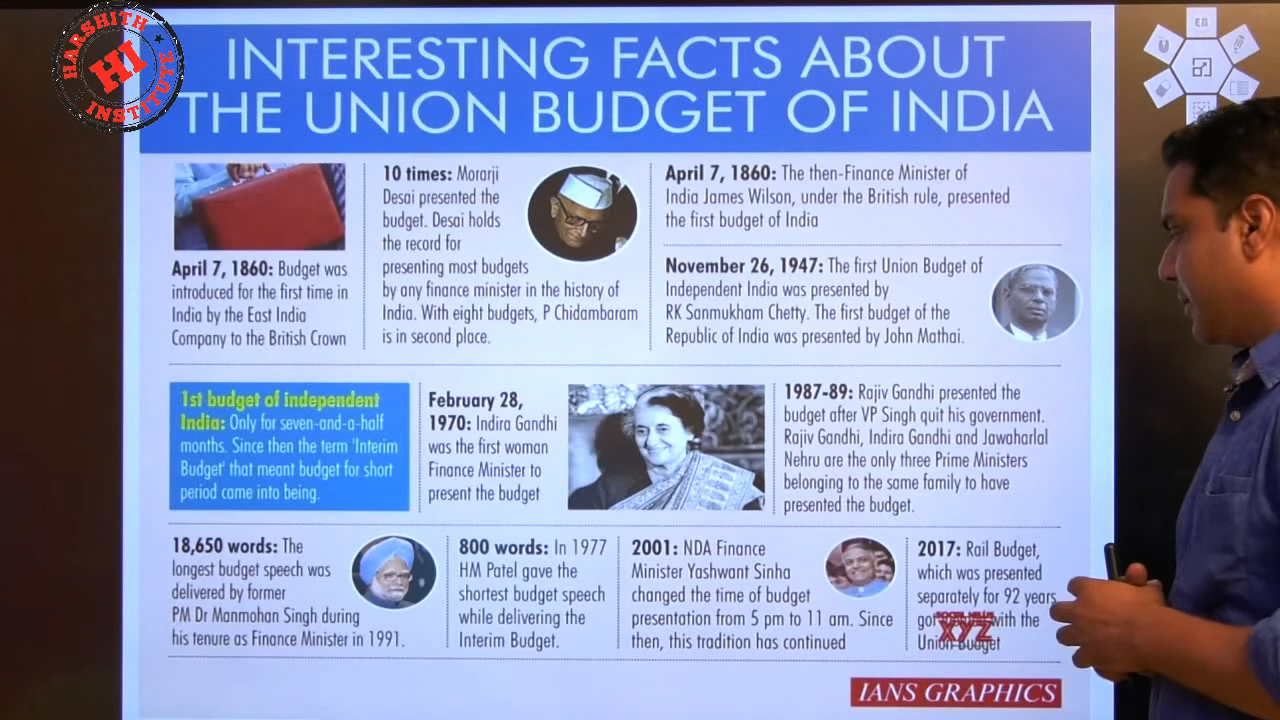 HARSHITH
HI
INSTITUTE
INTERESTING FACTS ABOUT
THE UNION BUDGET OF INDIA
April 7, 1860: Budget was
introduced for the first time in
India by the East India
Company to the British Crown
10 times: Morarji
Desai presented the
budget. Desai holds
the record for
presenting most budgets
by any finance minister in the history of
India. With eight budgets, P Chidambaram
is in second place.
April 7, 1860: The then-Finance Minister of
India James Wilson, under the British rule, presented
the first budget of India
November 26, 1947: The first Union Budget of
Independent India was presented by
RK Sanmukham Chetty. The first budget of the
Republic of India was presented by John Mathai.
1st budget of independent
India: Only for seven-and-a-half
months. Since then the term 'Interim
Budget' that meant budget for short
period came into being.
February 28,
1970: Indira Gandhi
was the first woman
Finance Minister to
present the budget
1987-89: Rajiv Gandhi presented the
budget after VP Singh quit his government.
Rajiv Gandhi, Indira Gandhi and Jawaharlal
Nehru are the only three Prime Ministers
belonging to the same family to have
presented the budget.
18,650 words: The
longest budget speech was
delivered by former
PM Dr Manmohan Singh during
his tenure as Finance Minister in 1991.
800 words: In 1977
HM Patel gave the
shortest budget speech
while delivering the
Interim Budget.
2001: NDA Finance
Minister Yashwant Sinha
changed the time of budget
presentation from 5 pm to 11 am. Since
then, this tradition has continued
2017: Rail Budget,
which was presented
separately for 92 years
got with the
Union Budget
SOCIAL NEWS
XYZ
IANS GRAPHICS